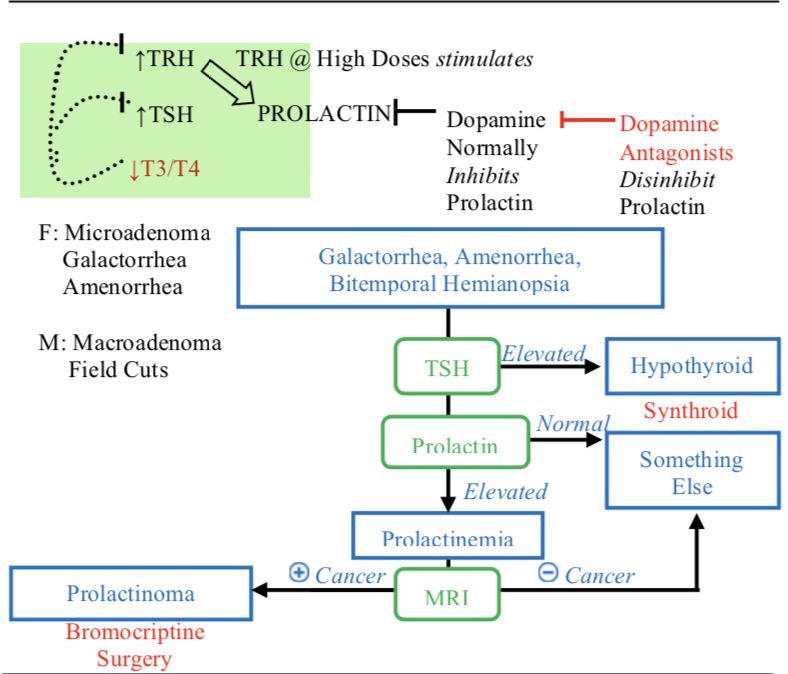 ↑TRH
TRH @ High Doses stimulates
↑TSH
PROLACTIN
↓T3/T4
Dopamine
Normally
Inhibits
Prolactin
Dopamine
Antagonists
Disinhibit
Prolactin
F: Microadenoma
Galactorrhea
Amenorrhea
M: Macroadenoma
Field Cuts
Galactorrhea, Amenorrhea,
Bitemporal Hemianopsia
TSH
Elevated
Hypothyroid
Synthroid
Prolactin
Normal
Something
Else
Elevated
Prolactinemia
MRI
+ Cancer
− Cancer
Prolactinoma
Bromocriptine
Surgery